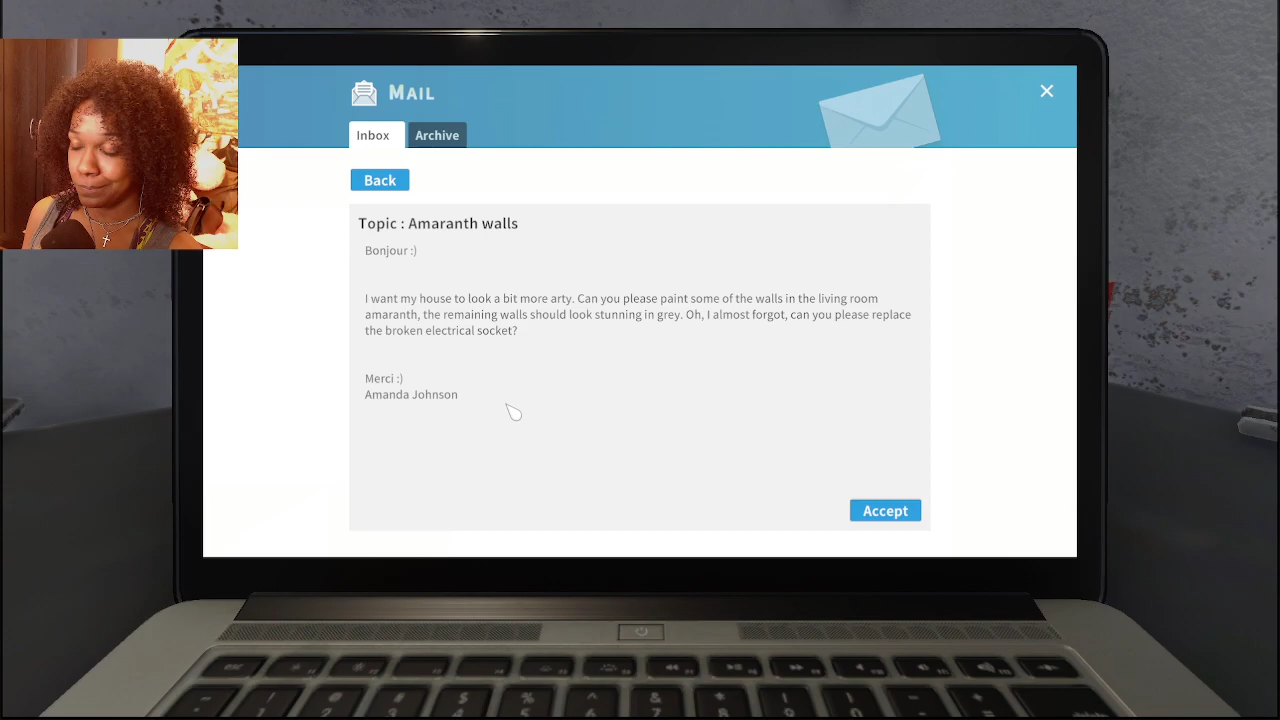 MAIL
Inbox Archive
Back
Topic : Amaranth walls
Bonjour :)
I want my house to look a bit more arty. Can you please paint some of the walls in the living room
amaranth, the remaining walls should look stunning in grey. Oh, I almost forgot, can you please replace
the broken electrical socket?
Merci :)
Amanda Johnson
Accept